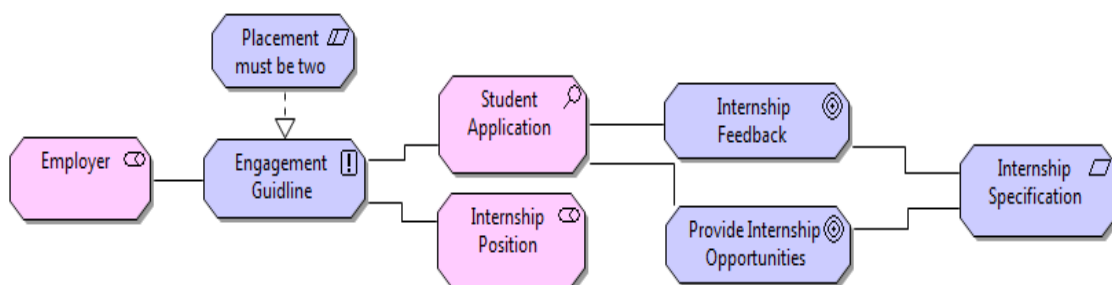 Placement
must be two
Employer
Engagement
Guidline
Student
Application
Internship
Position
Internship
Feedback
Provide Internship
Opportunities
Internship
Specification